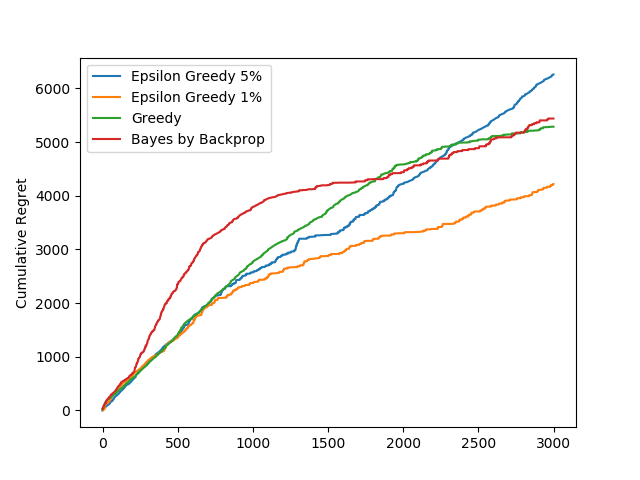 Epsilon Greedy 5%
Epsilon Greedy 1%
Greedy
Bayes by Backprop
Cumulative Regret
6000
5000
4000
3000
2000
1000
0
0 500 1000 1500 2000 2500 3000